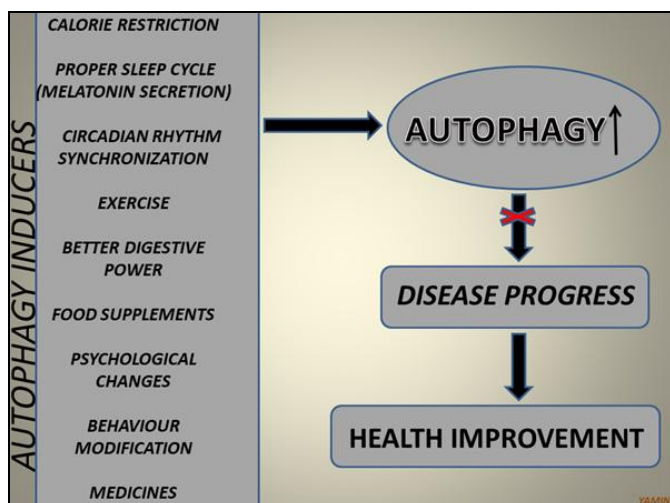 AUTOPHAGY INDUCERS
CALORIE RESTRICTION
PROPER SLEEP CYCLE
(MELATONIN SECRETION)
CIRCADIAN RHYTHM
SYNCHRONIZATION
EXERCISE
BETTER DIGESTIVE
POWER
FOOD SUPPLEMENTS
PSYCHOLOGICAL
CHANGES
BEHAVIOUR
MODIFICATION
MEDICINES
AUTOPHAGY
DISEASE PROGRESS
HEALTH IMPROVEMENT